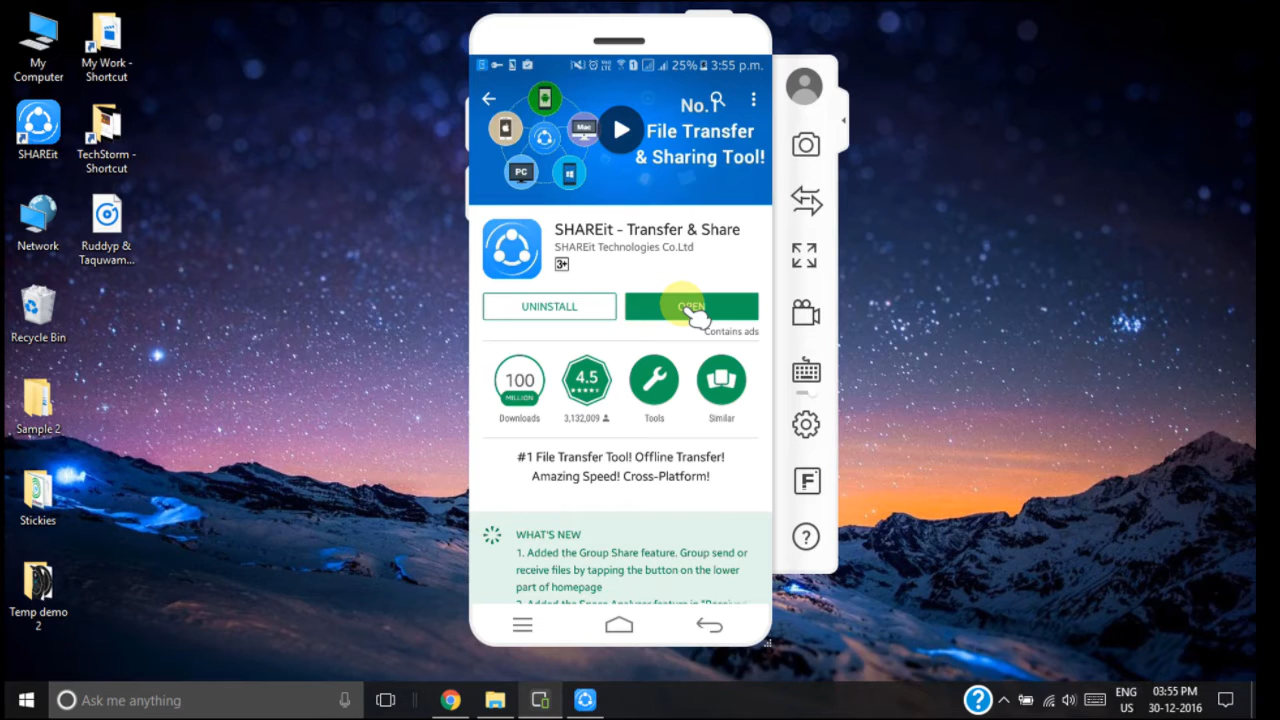 My Computer
My Work - Shortcut
SHAREit
TechStorm - Shortcut
Network
Ruddyp & Taquwam...
Recycle Bin
Sample 2
Stickies
Temp demo 2
25% 3:55 p.m.
No.1
File Transfer
& Sharing Tool!
Mac
PC
SHAREit - Transfer & Share
SHAREit Technologies Co.Ltd
3+
UNINSTALL
OPEN
Contains ads
100 MILLION
4.5
Downloads
3,132,009
Tools
Similar
#1 File Transfer Tool! Offline Transfer!
Amazing Speed! Cross-Platform!
WHAT'S NEW
1. Added the Group Share feature. Group send or
receive files by tapping the button on the lower
part of homepage
F
?
Ask me anything
?
ENG
US
03:55 PM
30-12-2016